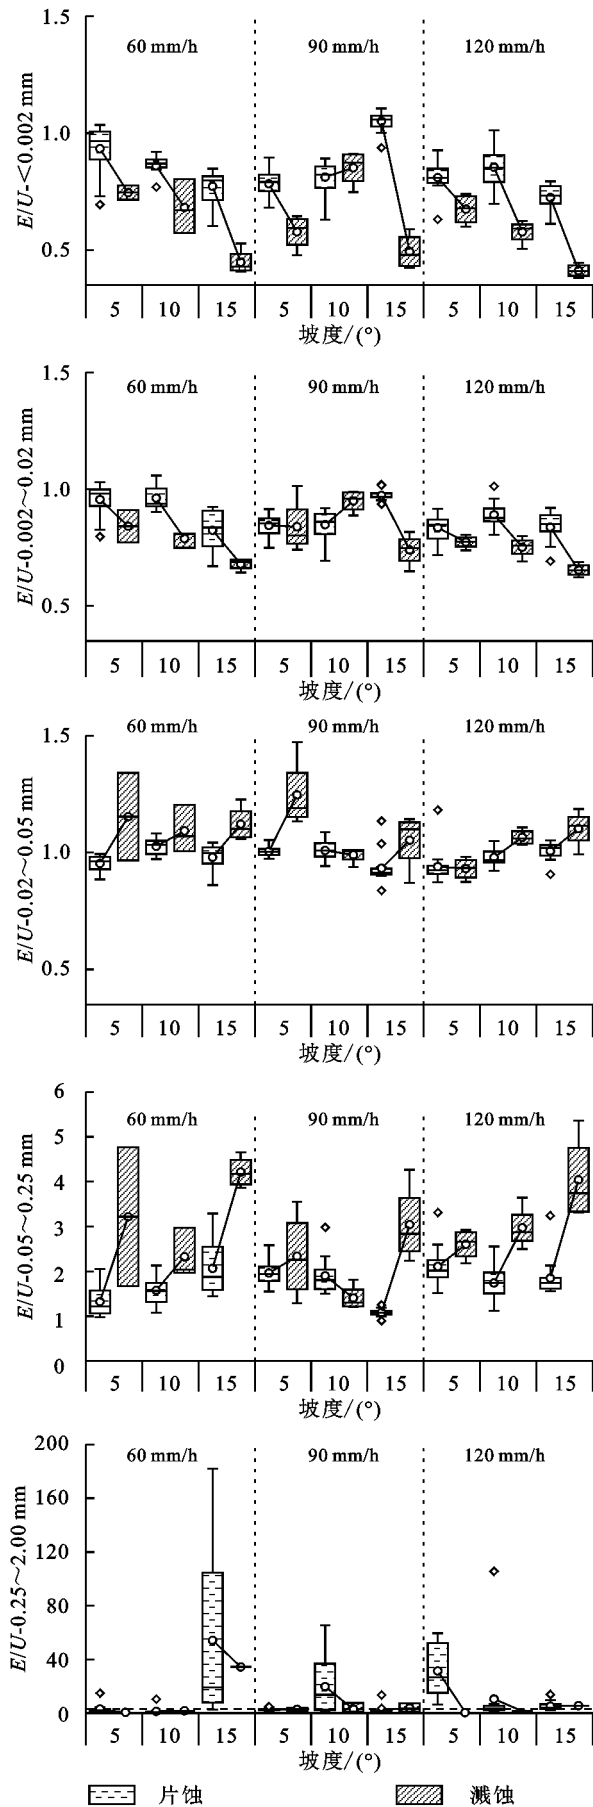 1.5
60 mm/h 90 mm/h 120 mm/h
1.0
0.5
E/U-<0.002 mm
5 10 15 5 10 15 5 10 15
坡度/(°)
1.5
60 mm/h 90 mm/h 120 mm/h
1.0
0.5
E/U-0.002～0.02 mm
5 10 15 5 10 15 5 10 15
坡度/(°)
1.5
60 mm/h 90 mm/h 120 mm/h
1.0
0.5
E/U-0.02～0.05 mm
5 10 15 5 10 15 5 10 15
坡度/(°)
6
60 mm/h 90 mm/h 120 mm/h
5
4
3
2
1
0
E/U-0.05～0.25 mm
5 10 15 5 10 15 5 10 15
坡度/(°)
200
60 mm/h 90 mm/h 120 mm/h
160
120
80
40
0
E/U-0.25～2.00 mm
5 10 15 5 10 15 5 10 15
坡度/(°)
片蚀 溅蚀